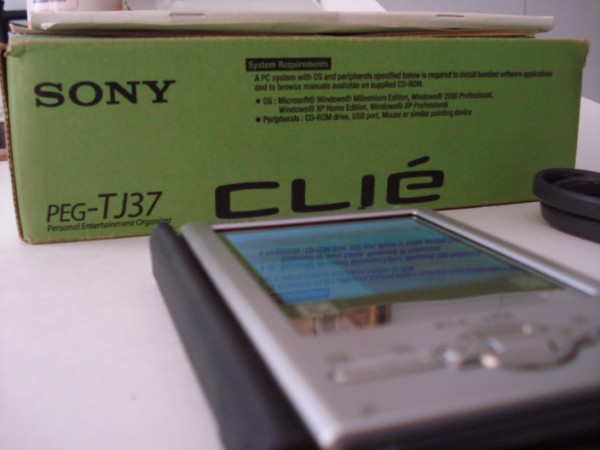 System Requirements
SONY
A PC system with OS and peripherals specified below is required to install bundled software applications
and to browse manuals available on supplied CD-ROM.
• OS : Microsoft® Windows® Millennium Edition, Windows® 2000 Professional,
Windows® XP Home Edition, Windows® XP Professional
• Peripherals : CD-ROM drive, USB port, Mouse or similar pointing device
CLIÉ
PEG-TJ37
Personal Entertainment Organizer
CLIÉ